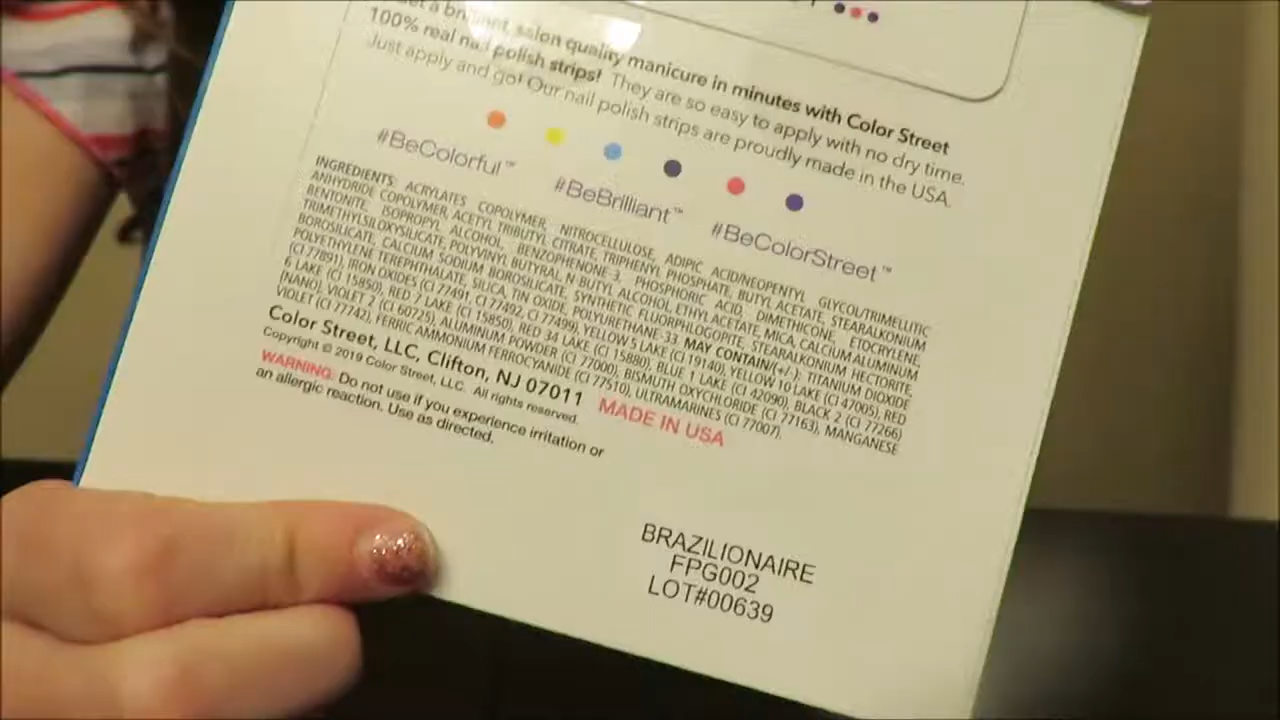 a brilliant, salon quality manicure in minutes with Color Street
100% real nail polish strips! They are so easy to apply with no dry time.
Just apply and go! Our nail polish strips are proudly made in the USA.
#BeColorful™ #BeBrilliant™ #BeColorStreet™
INGREDIENTS: ACRYLATES COPOLYMER, NITROCELLULOSE, ADIPIC ACID/NEOPENTYL GLYCOL/TRIMELLITIC
ANHYDRIDE COPOLYMER, ACETYL TRIBUTYL CITRATE, TRIPHENYL PHOSPHATE, BUTYL ACETATE, STEARALKONIUM
BENTONITE, ISOPROPYL ALCOHOL, BENZOPHENONE-3, PHOSPHORIC ACID, DIMETHICONE, ETOCRYLENE,
TRIMETHYLSILOXYSILICATE, POLYVINYL BUTYRAL, N-BUTYL ALCOHOL, ETHYL ACETATE, MICA, CALCIUM ALUMINUM
BOROSILICATE, CALCIUM SODIUM BOROSILICATE, SYNTHETIC FLUORPHLOGOPITE, STEARALKONIUM HECTORITE,
POLYETHYLENE TEREPHTHALATE, SILICA, TIN OXIDE, POLYURETHANE-33. MAY CONTAIN(+/-): TITANIUM DIOXIDE
(CI 77891), IRON OXIDES (CI 77491, CI 77492, CI 77499), YELLOW 5 LAKE (CI 19140), YELLOW 10 LAKE (CI 47005), RED
6 LAKE (CI 15850), RED 7 LAKE (CI 15850), RED 34 LAKE (CI 15880), BLUE 1 LAKE (CI 42090), BLACK 2 (CI 77266)
(NANO), VIOLET 2 (CI 60725), ALUMINUM POWDER (CI 77000), BISMUTH OXYCHLORIDE (CI 77163), MANGANESE
VIOLET (CI 77742), FERRIC AMMONIUM FERROCYANIDE (CI 77510), ULTRAMARINES (CI 77007).
Color Street, LLC, Clifton, NJ 07011
Copyright © 2019 Color Street, LLC. All rights reserved. MADE IN USA
WARNING: Do not use if you experience irritation or
an allergic reaction. Use as directed.
BRAZILIONAIRE
FPG002
LOT#00639